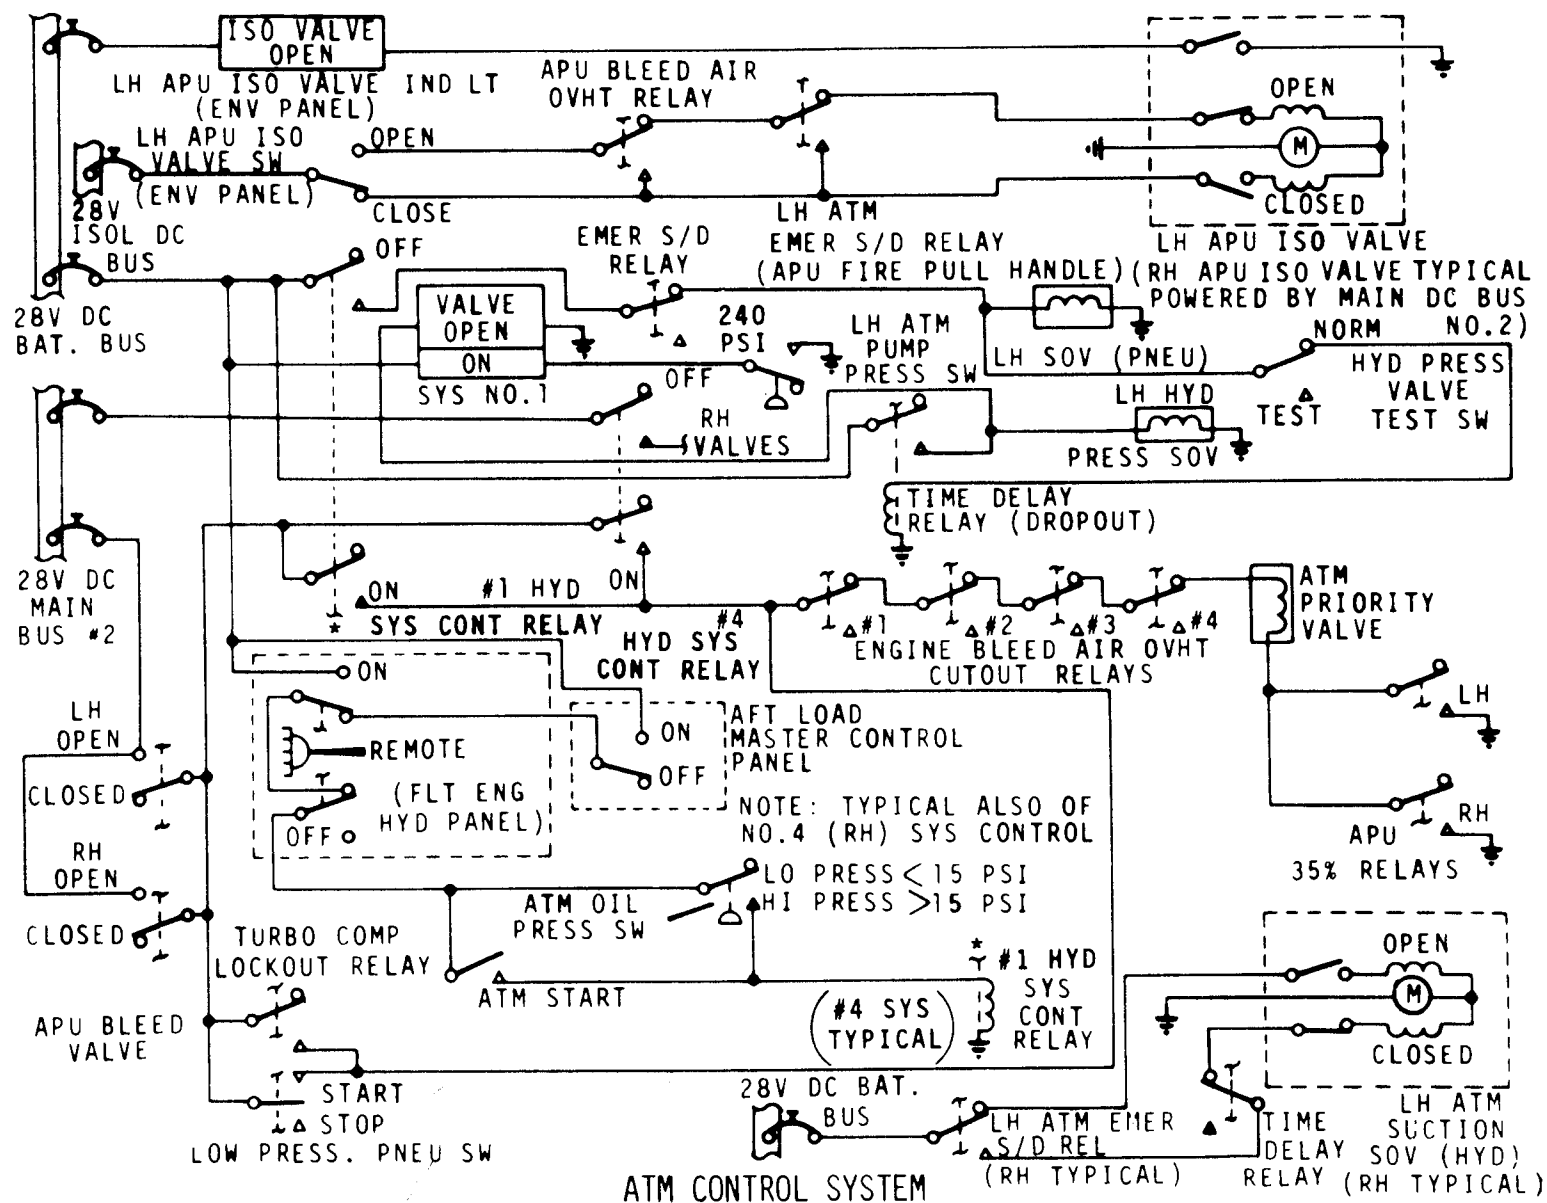 ISO VALVE
OPEN
LH APU ISO VALVE IND LT
(ENV PANEL)
APU BLEED AIR
OVHT RELAY
OPEN
M
CLOSED
LH APU ISO
VALVE SW
(ENV PANEL)
OPEN
CLOSE
28V
ISOL DC
BUS
OFF
EMER S/D
RELAY
LH ATM
EMER S/D RELAY
(APU FIRE PULL HANDLE)
LH APU ISO VALVE
(RH APU ISO VALVE TYPICAL
POWERED BY MAIN DC BUS
NO.2)
28V DC
BAT. BUS
VALVE
OPEN
ON
SYS NO.1
240
PSI
OFF
LH ATM
PUMP
PRESS SW
LH SOV (PNEU)
NORM
HYD PRESS
VALVE
TEST SW
TEST
LH HYD
PRESS SOV
RH
VALVES
TIME DELAY
RELAY (DROPOUT)
28V DC
MAIN
BUS #2
ON
#1 HYD
SYS CONT RELAY
ON
#4
HYD SYS
CONT RELAY
#1
#2
#3
#4
ENGINE BLEED AIR OVHT
CUTOUT RELAYS
ATM
PRIORITY
VALVE
*
ON
REMOTE
(FLT ENG
HYD PANEL)
OFF
ON
OFF
AFT LOAD
MASTER CONTROL
PANEL
LH
RH
APU
35% RELAYS
LH
OPEN
CLOSED
RH
OPEN
CLOSED
NOTE: TYPICAL ALSO OF
NO.4 (RH) SYS CONTROL
LO PRESS < 15 PSI
HI PRESS >15 PSI
ATM OIL
PRESS SW
TURBO COMP
LOCKOUT RELAY
ATM START
*
#1 HYD
SYS
CONT
RELAY
(#4 SYS
TYPICAL)
APU BLEED
VALVE
START
STOP
LOW PRESS. PNEU SW
28V DC BAT.
BUS
LH ATM EMER
S/D REL
(RH TYPICAL)
OPEN
M
CLOSED
TIME
DELAY
RELAY
LH ATM
SUCTION
SOV (HYD)
(RH TYPICAL)
ATM CONTROL SYSTEM